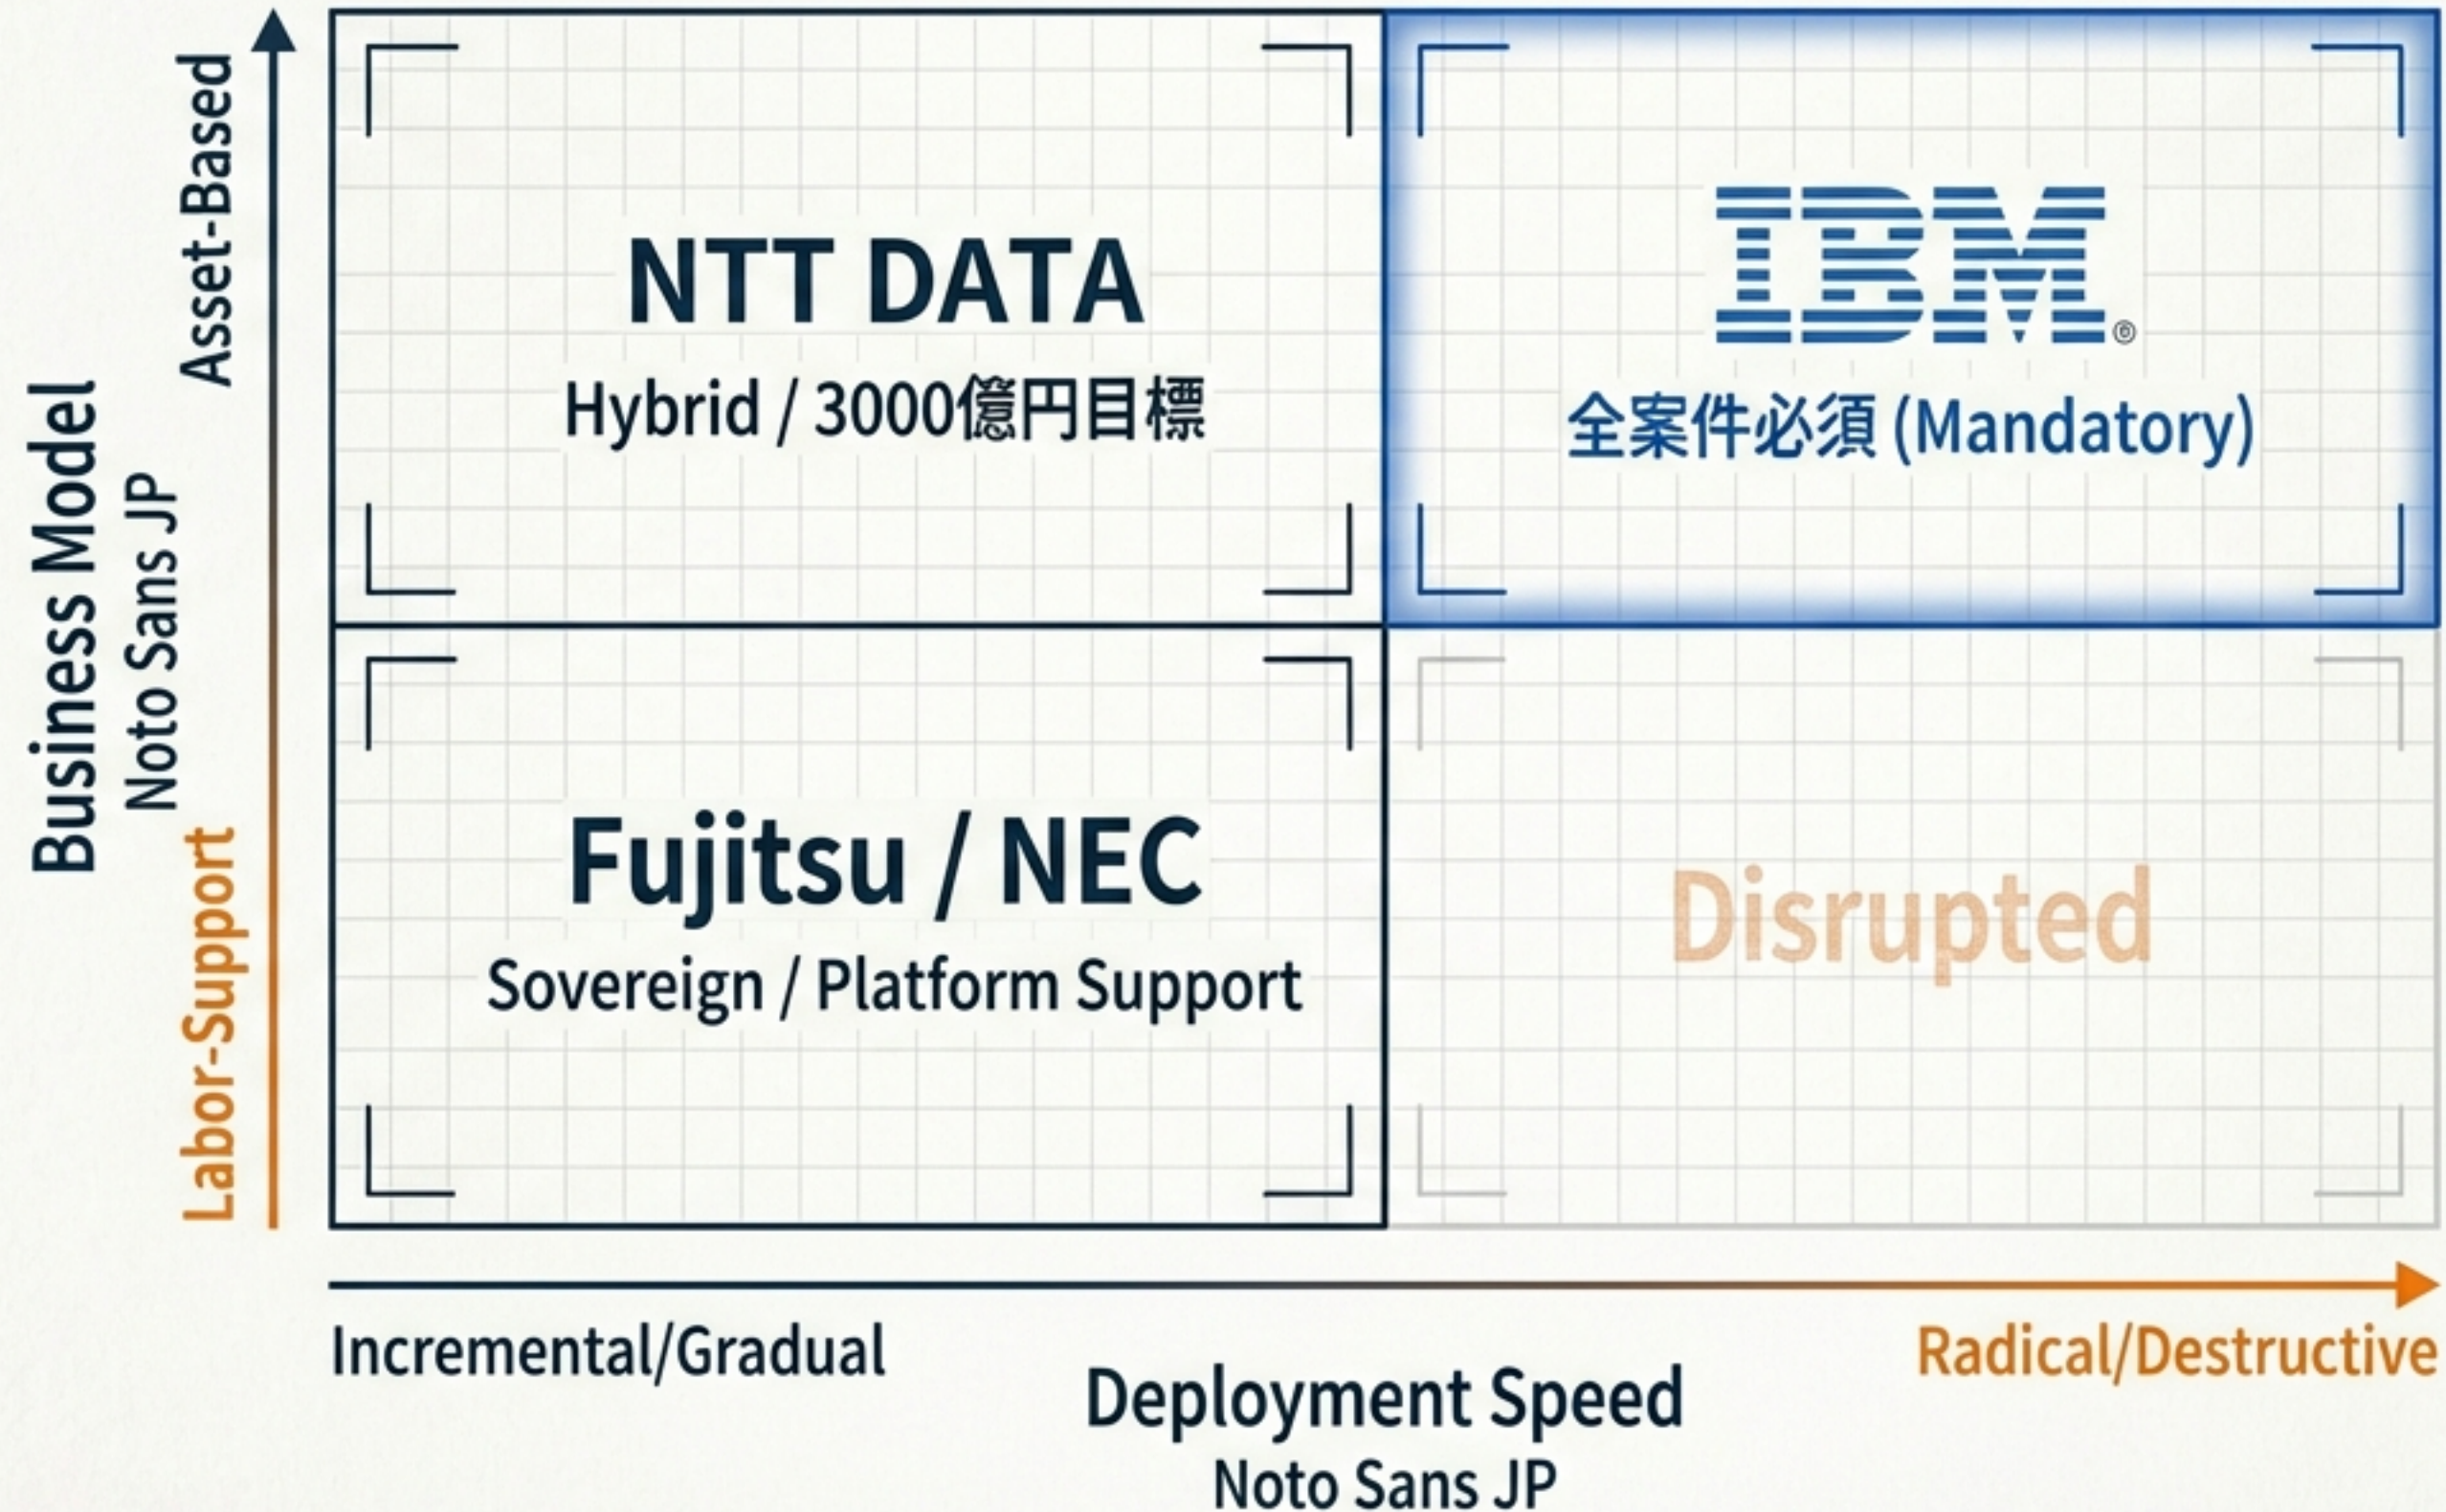 Business Model
Noto Sans JP
Asset-Based
Labor-Support
NTT DATA
Hybrid / 3000億円目標
IBM®
全案件必須 (Mandatory)
Fujitsu / NEC
Sovereign / Platform Support
Disrupted
Incremental/Gradual
Radical/Destructive
Deployment Speed
Noto Sans JP